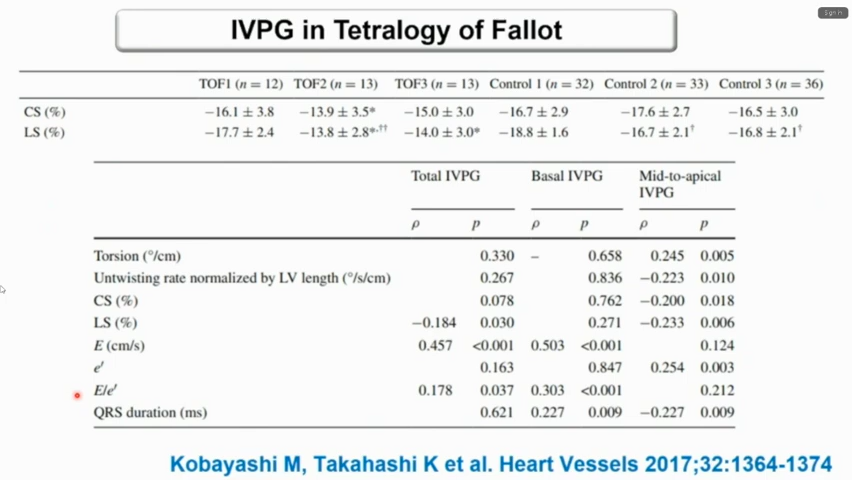 Sign in
IVPG in Tetralogy of Fallot
TOF1 (n = 12) TOF2 (n = 13) TOF3 (n = 13) Control 1 (n = 32) Control 2 (n = 33) Control 3 (n = 36)
CS (%) −16.1 ± 3.8 −13.9 ± 3.5* −15.0 ± 3.0 −16.7 ± 2.9 −17.6 ± 2.7 −16.5 ± 3.0
LS (%) −17.7 ± 2.4 −13.8 ± 2.8*,†† −14.0 ± 3.0* −18.8 ± 1.6 −16.7 ± 2.1† −16.8 ± 2.1†
Total IVPG Basal IVPG Mid-to-apical
IVPG
ρ p ρ p ρ p
Torsion (°/cm) 0.330 – 0.658 0.245 0.005
Untwisting rate normalized by LV length (°/s/cm) 0.267 0.836 −0.223 0.010
CS (%) 0.078 0.762 −0.200 0.018
LS (%) −0.184 0.030 0.271 −0.233 0.006
E (cm/s) 0.457 <0.001 0.503 <0.001 0.124
e′ 0.163 0.847 0.254 0.003
E/e′ 0.178 0.037 0.303 <0.001 0.212
QRS duration (ms) 0.621 0.227 0.009 −0.227 0.009
Kobayashi M, Takahashi K et al. Heart Vessels 2017;32:1364-1374